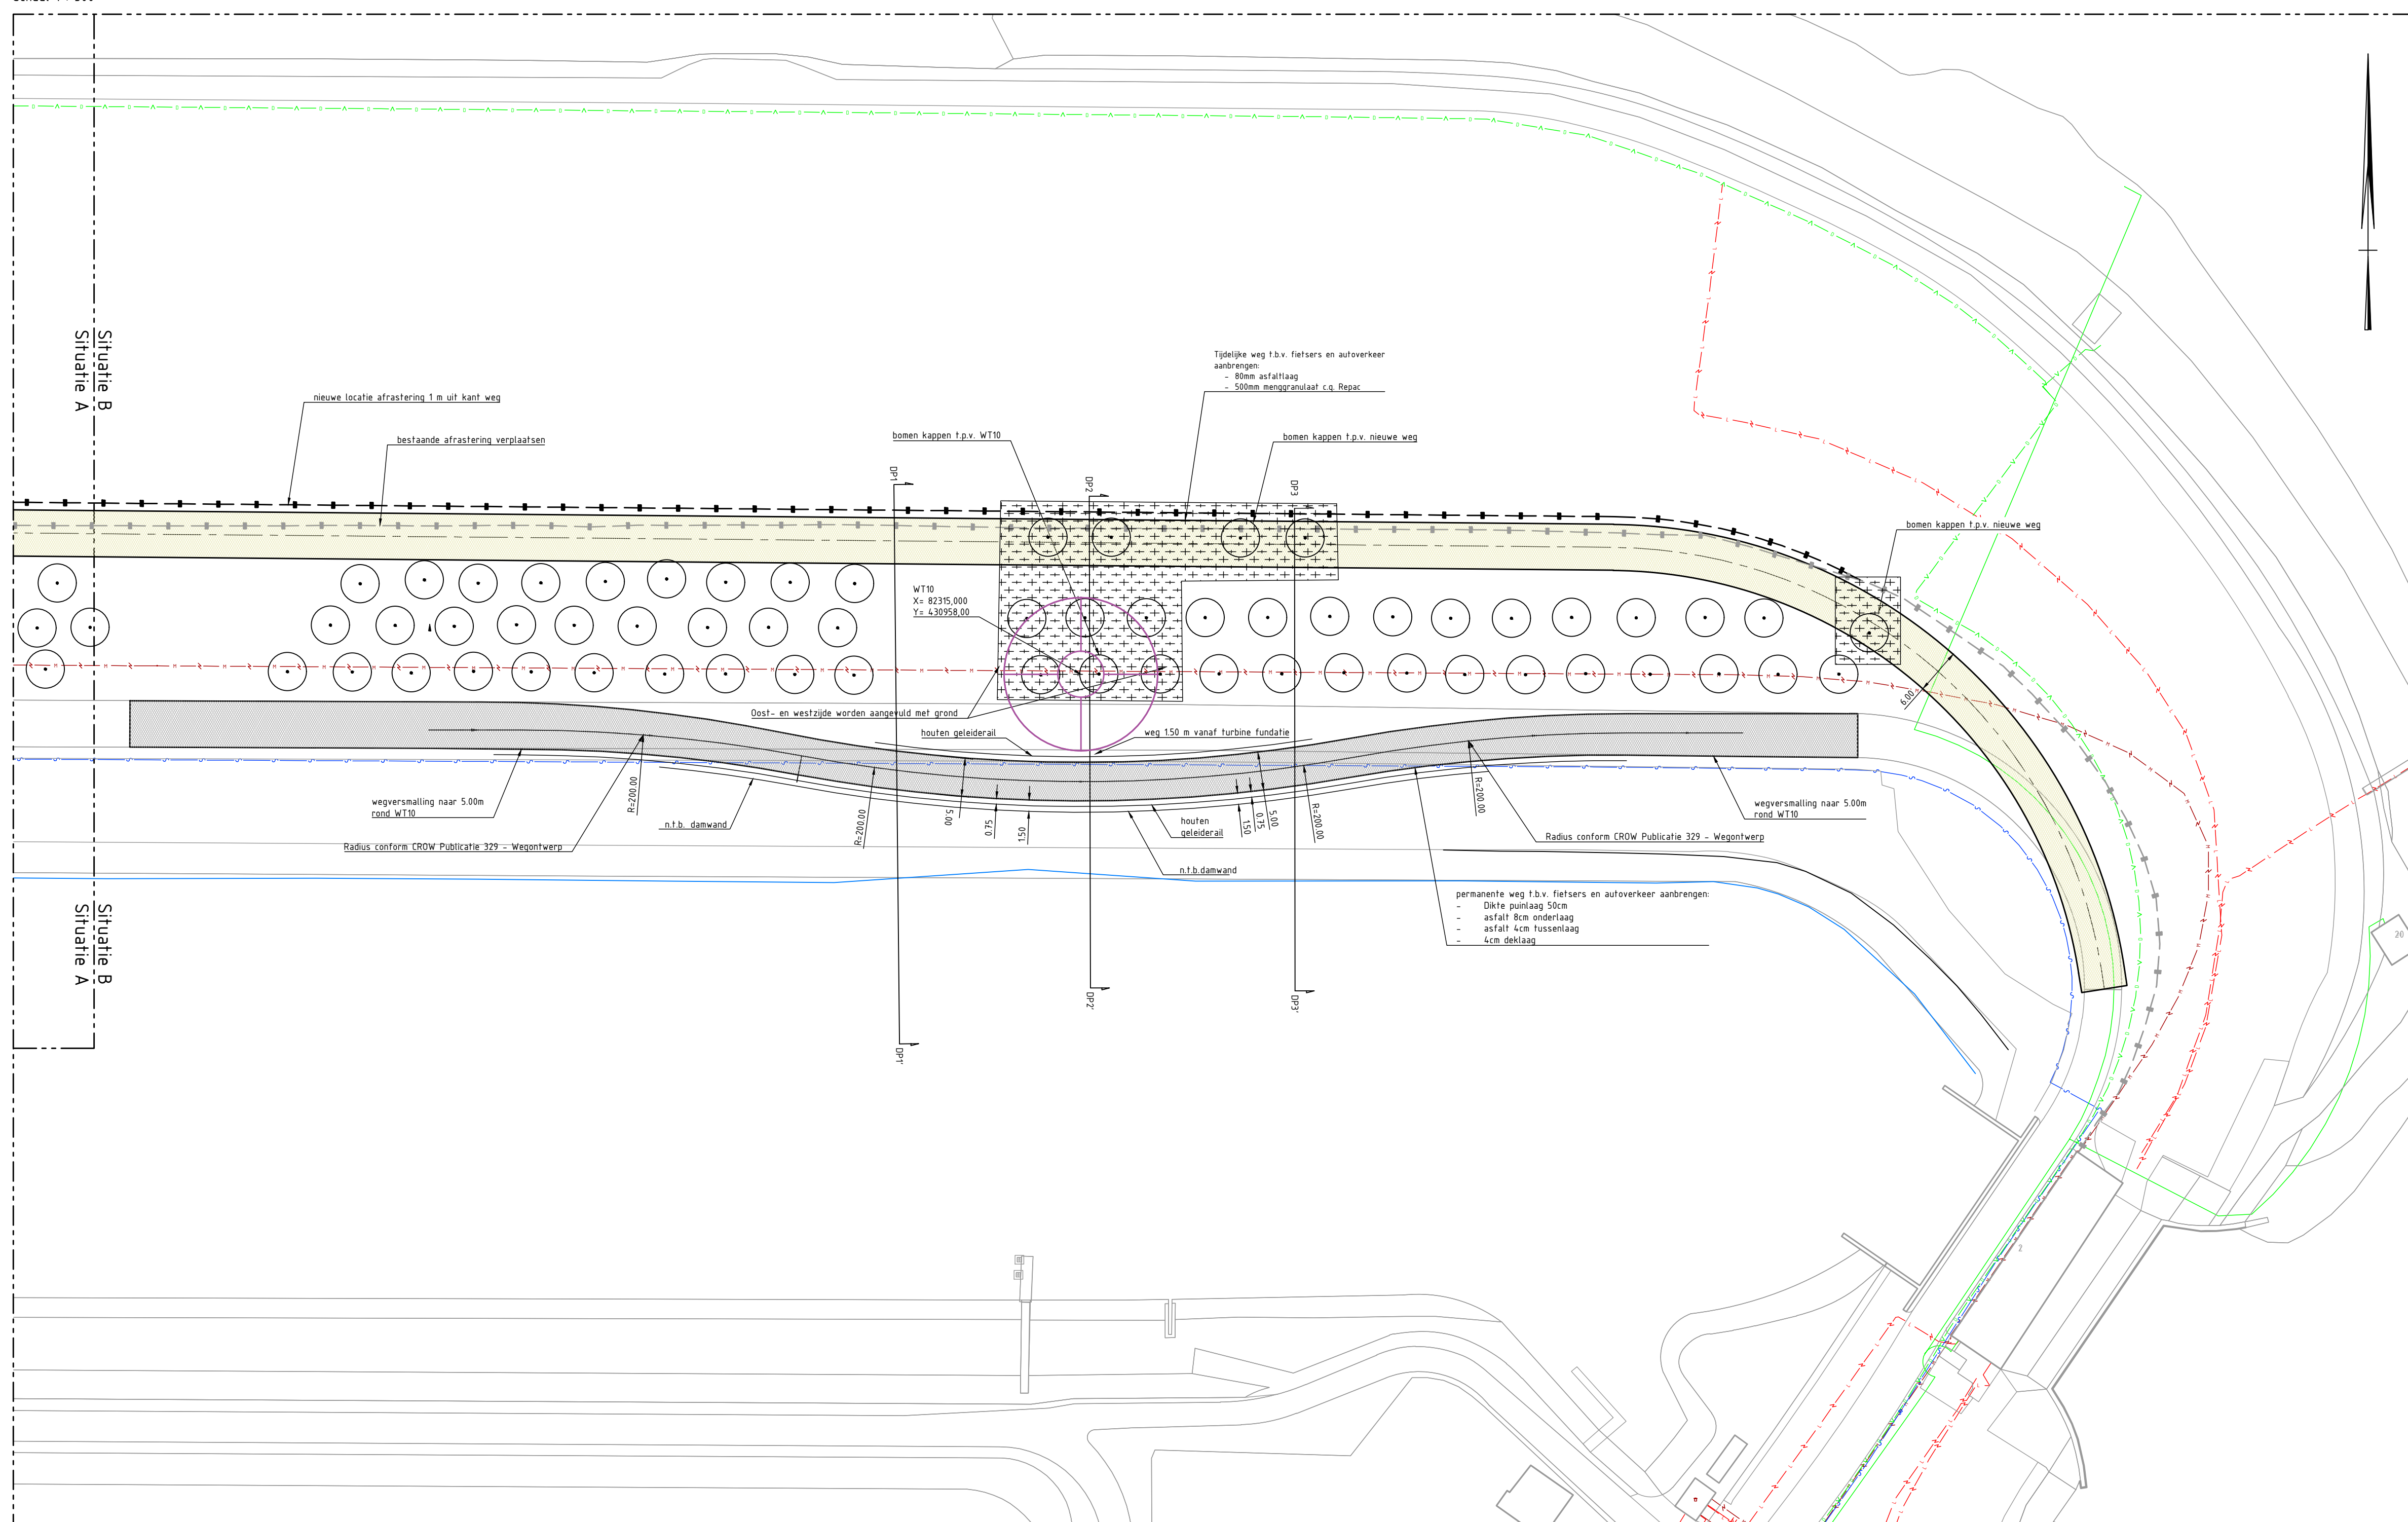 Situatie B
Situatie A
Tijdelijke weg t.b.v. fietsers en autoverkeer
aanbrengen:
- 80mm asfaltlaag
- 500mm menggranulaat c.q. Repac
nieuwe locatie afrastering 1 m uit kant weg
bestaande afrastering verplaatsen
bomen kappen t.p.v. WT10
bomen kappen t.p.v. nieuwe weg
DP1
DP2
DP3
bomen kappen t.p.v. nieuwe weg
WT10
X= 82315,000
Y= 430958,00
6.00
Oost- en westzijde worden aangevuld met grond
houten geleiderail
weg 1.50 m vanaf turbine fundatie
wegversmalling naar 5.00m
rond WT10
R=200.00
n.t.b. damwand
R=200.00
5.00
0.75
1.50
houten
geleiderail
1.50
0.75
5.00
R=200.00
R=200.00
wegversmalling naar 5.00m
rond WT10
Radius conform CROW Publicatie 329 - Wegontwerp
Radius conform CROW Publicatie 329 - Wegontwerp
n.t.b.damwand
permanente weg t.b.v. fietsers en autoverkeer aanbrengen:
- Dikte puinlaag 50cm
- asfalt 8cm onderlaag
- asfalt 4cm tussenlaag
- 4cm deklaag
Situatie B
Situatie A
20
DP1'
DP2'
DP3'
2